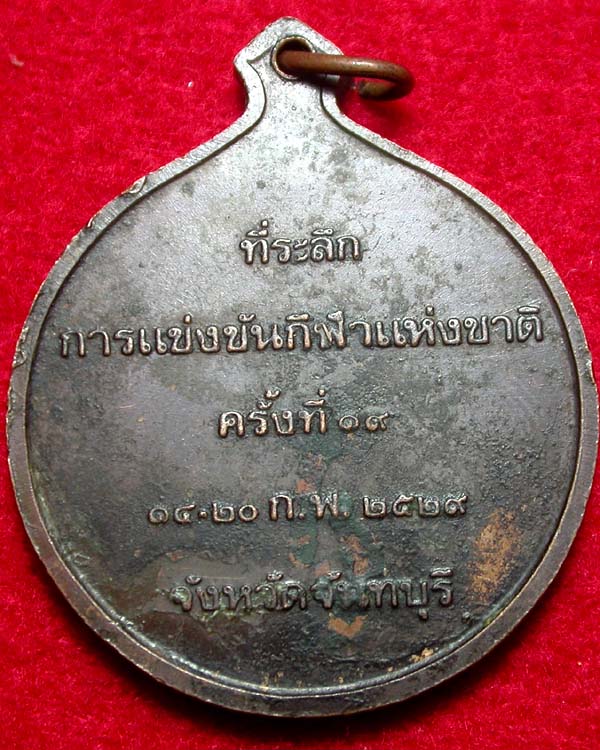 ที่ระลึก
การแข่งขันกีฬาแห่งชาติ
ครั้งที่ ๑๙
๑๔-๒๐ ก.พ. ๒๕๒๙
จังหวัดจันทบุรี